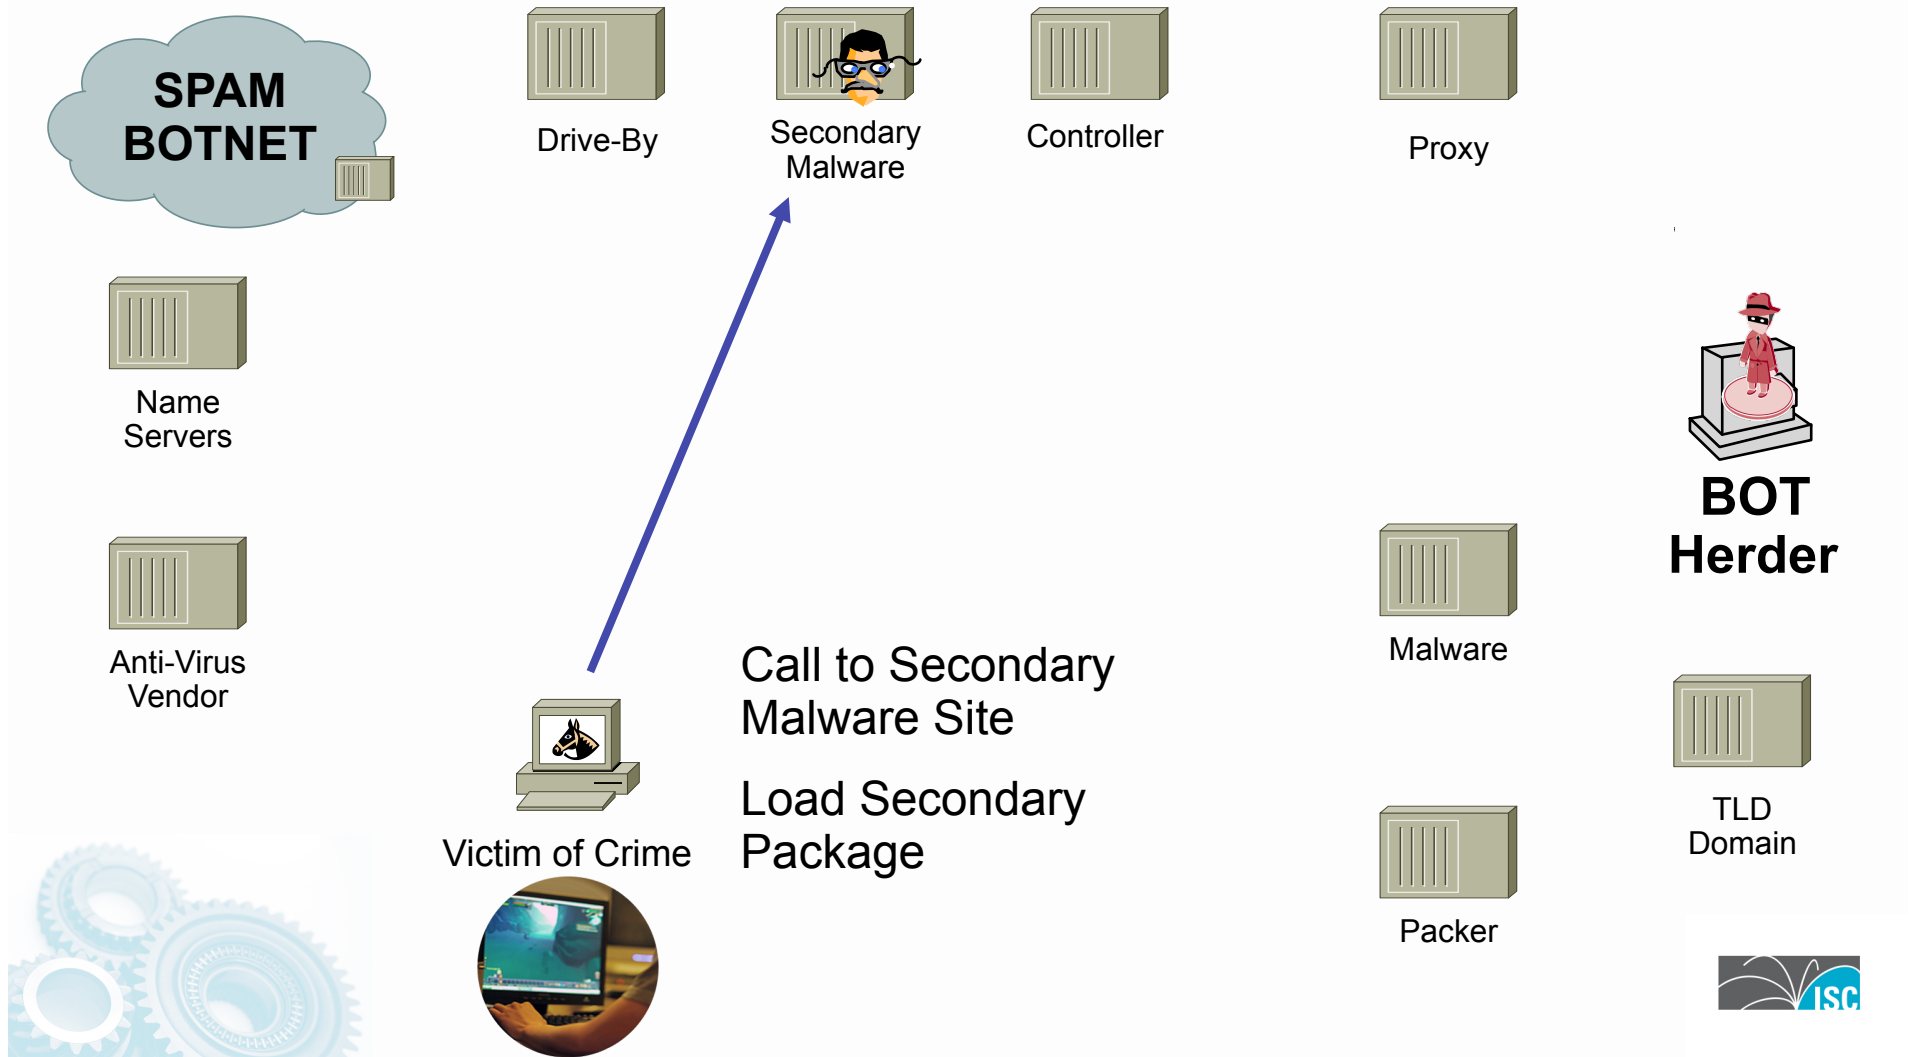 SPAM
BOTNET
Drive-By
Secondary
Malware
Controller
Proxy
Name
Servers
BOT
Herder
Anti-Virus
Vendor
Malware
Call to Secondary
Malware Site
Load Secondary
Package
Victim of Crime
TLD
Domain
Packer
ISC